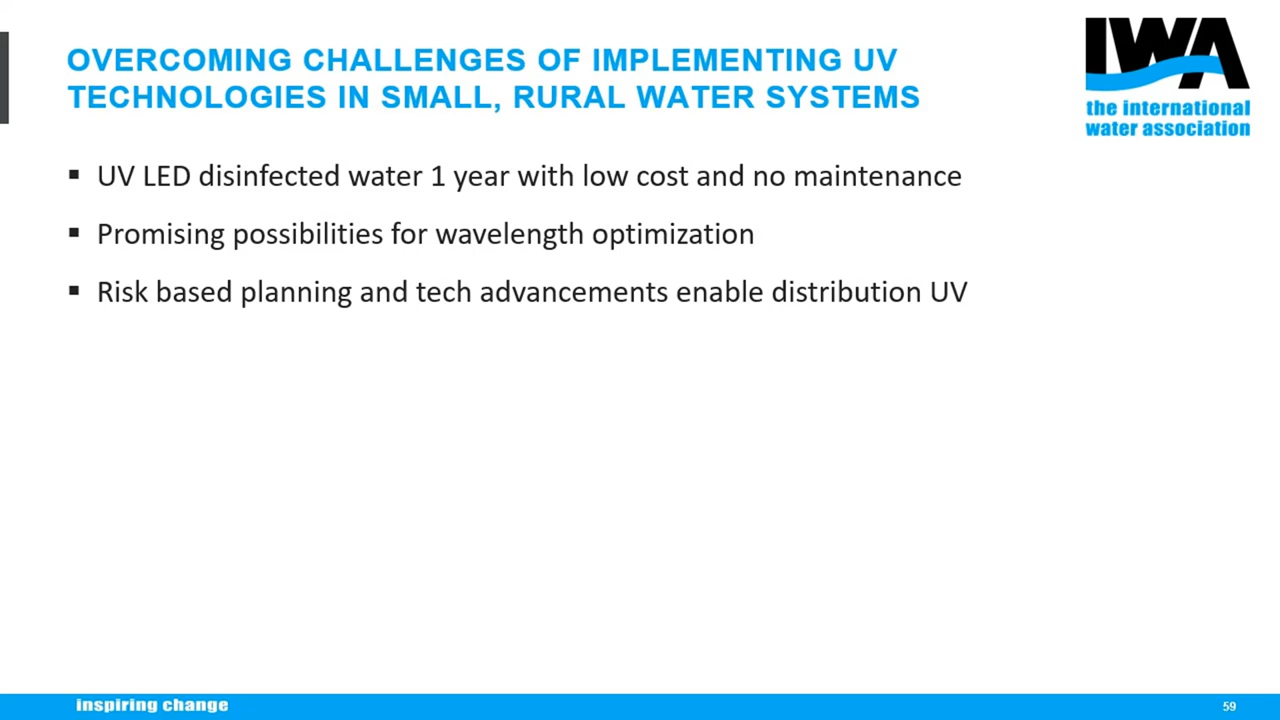 OVERCOMING CHALLENGES OF IMPLEMENTING UV
TECHNOLOGIES IN SMALL, RURAL WATER SYSTEMS
IWA
the international
water association
▪ UV LED disinfected water 1 year with low cost and no maintenance
▪ Promising possibilities for wavelength optimization
▪ Risk based planning and tech advancements enable distribution UV
inspiring change
59